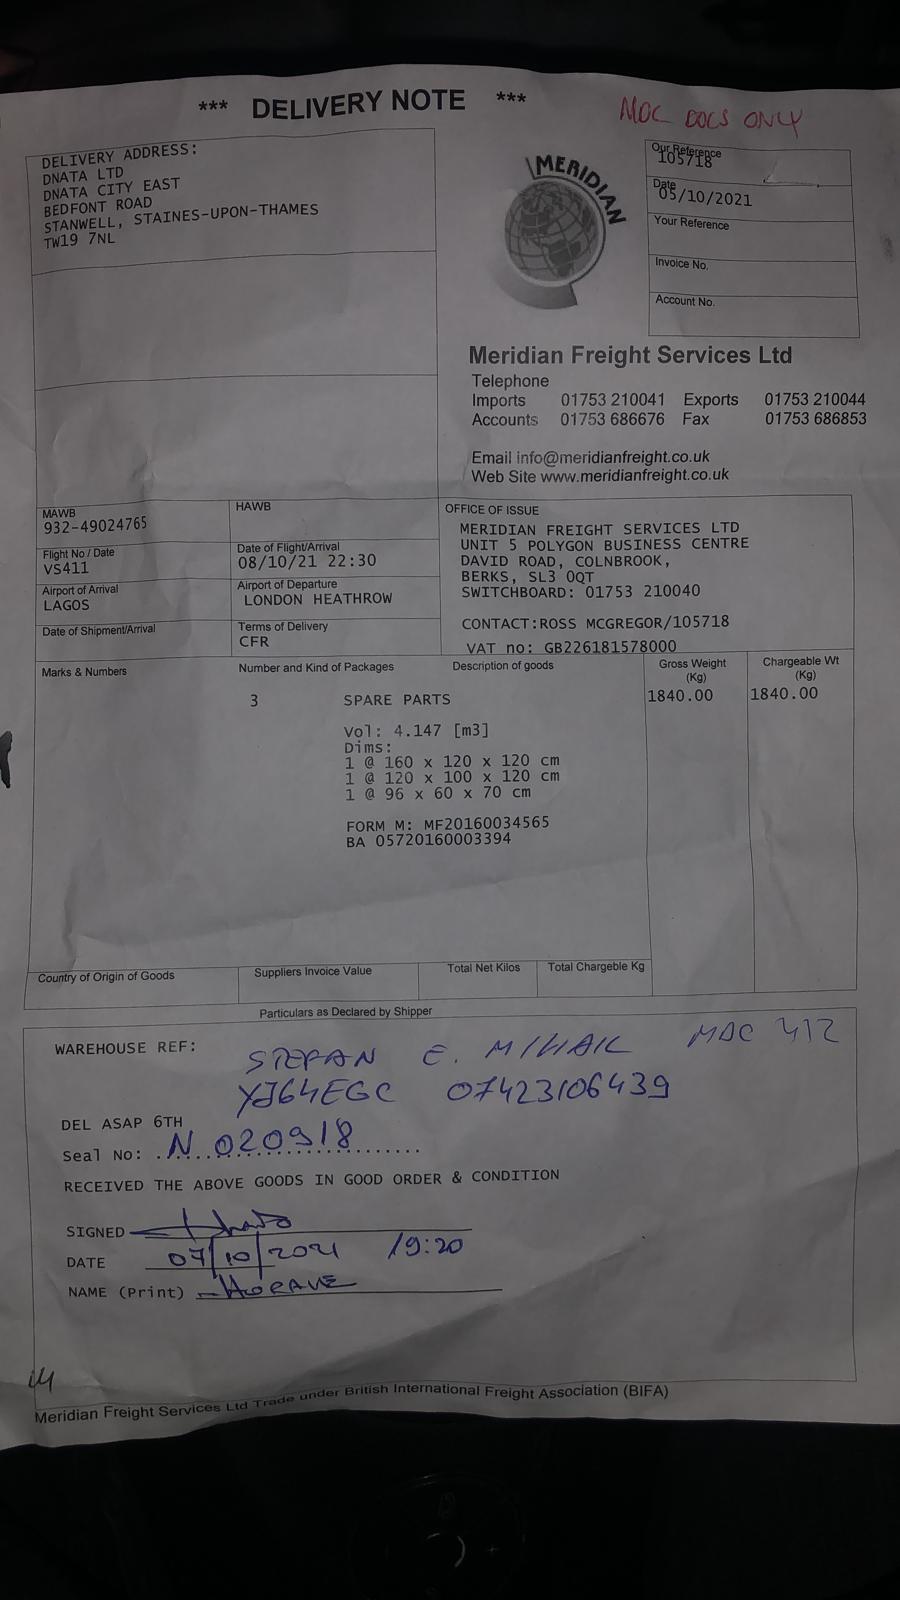 *** DELIVERY NOTE ***
MDC DOCS ONLY
DELIVERY ADDRESS:
DNATA LTD
DNATA CITY EAST
BEDFONT ROAD
STANWELL, STAINES-UPON-THAMES
TW19 7NL
MERIDIAN
Our Reference
105718
Date
05/10/2021
Your Reference
Invoice No.
Account No.
Meridian Freight Services Ltd
Telephone
Imports 01753 210041 Exports 01753 210044
Accounts 01753 686676 Fax 01753 686853
Email info@meridianfreight.co.uk
Web Site www.meridianfreight.co.uk
MAWB
932-49024765
HAWB
Flight No / Date
VS411
Date of Flight/Arrival
08/10/21 22:30
Airport of Arrival
LAGOS
Airport of Departure
LONDON HEATHROW
Date of Shipment/Arrival
Terms of Delivery
CFR
OFFICE OF ISSUE
MERIDIAN FREIGHT SERVICES LTD
UNIT 5 POLYGON BUSINESS CENTRE
DAVID ROAD, COLNBROOK,
BERKS, SL3 0QT
SWITCHBOARD: 01753 210040
CONTACT:ROSS MCGREGOR/105718
VAT no: GB226181578000
Marks & Numbers Number and Kind of Packages Description of goods Gross Weight (Kg) Chargeable Wt (Kg)
3 SPARE PARTS 1840.00 1840.00
Vol: 4.147 [m3]
Dims:
1 @ 160 x 120 x 120 cm
1 @ 120 x 100 x 120 cm
1 @ 96 x 60 x 70 cm
FORM M: MF20160034565
BA 05720160003394
Country of Origin of Goods Suppliers Invoice Value Total Net Kilos Total Chargeble Kg
Particulars as Declared by Shipper
WAREHOUSE REF:
STEFAN E. MIHAIL MDC 412
YJ64EGC 07423106439
DEL ASAP 6TH
Seal No: N 020918
RECEIVED THE ABOVE GOODS IN GOOD ORDER & CONDITION
SIGNED
DATE 07/10/2021 19:20
NAME (Print)
Meridian Freight Services Ltd Trade under British International Freight Association (BIFA)